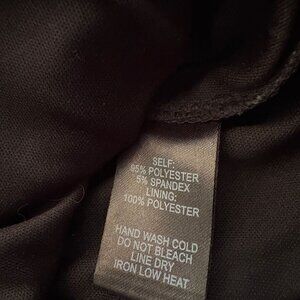 SELF:
95% POLYESTER
5% SPANDEX
LINING:
100% POLYESTER
HAND WASH COLD
DO NOT BLEACH
LINE DRY
IRON LOW HEAT